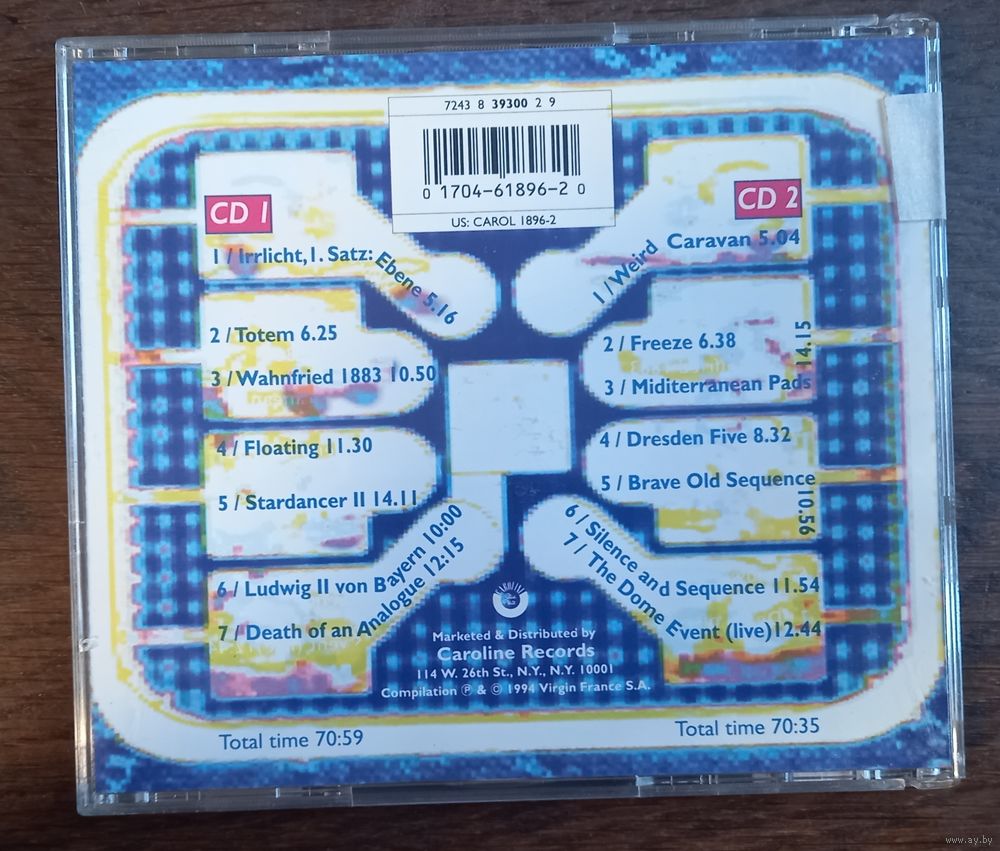 7243 8 39300 2 9
0 1704-61896-2 0
US: CAROL 1896-2
CD 1
1 / Irrlicht, 1. Satz: Ebene 5.16
2 / Totem 6.25
3 / Wahnfried 1883 10.50
4 / Floating 11.30
5 / Stardancer II 14.11
6 / Ludwig II von Bayern 10:00
7 / Death of an Analogue 12:15
Total time 70:59
CD 2
1 / Weird Caravan 5.04
2 / Freeze 6.38
3 / Miditerranean Pads 14.15
4 / Dresden Five 8.32
5 / Brave Old Sequence 10.56
6 / Silence and Sequence 11.54
7 / The Dome Event (live) 12.44
Total time 70:35
CAROLINE
Marketed & Distributed by
Caroline Records
114 W. 26th St., N.Y., N.Y. 10001
Compilation ℗ & © 1994 Virgin France S.A.
www.ay.by